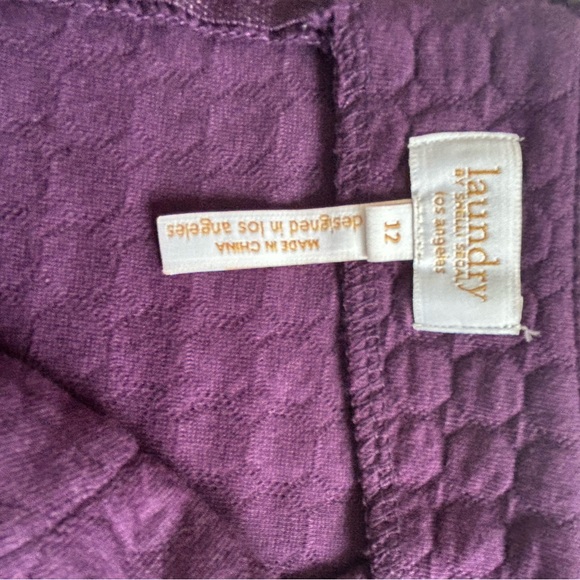 laundry
BY SHELLI SEGAL
los angeles
12
designed in los angeles
MADE IN CHINA